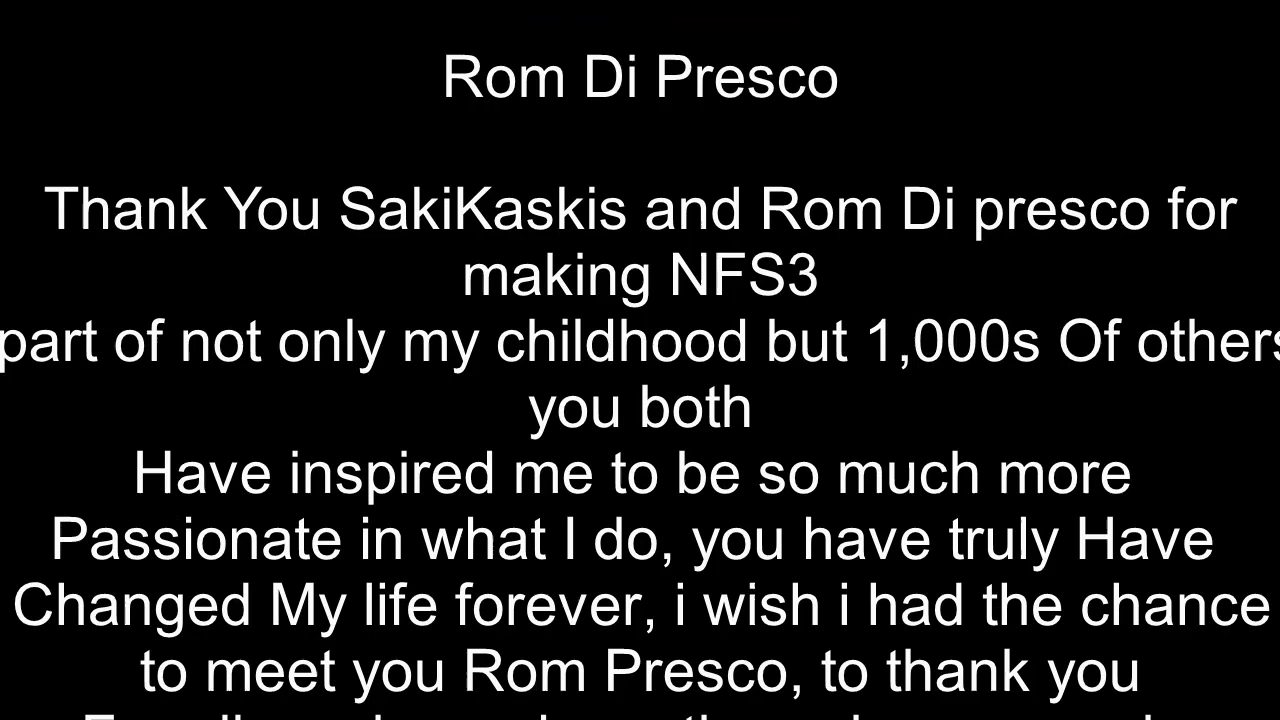 Rom Di Presco
Thank You SakiKaskis and Rom Di presco for
making NFS3
part of not only my childhood but 1,000s Of others
you both
Have inspired me to be so much more
Passionate in what I do, you have truly Have
Changed My life forever, i wish i had the chance
to meet you Rom Presco, to thank you